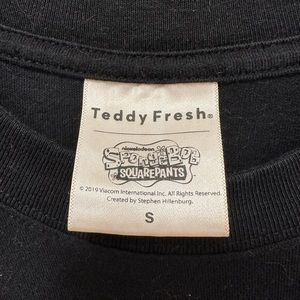 Teddy Fresh®
nickelodeon
SpongeBob
SQUAREPANTS
© 2019 Viacom International Inc. All Rights Reserved.
Created by Stephen Hillenburg.
S